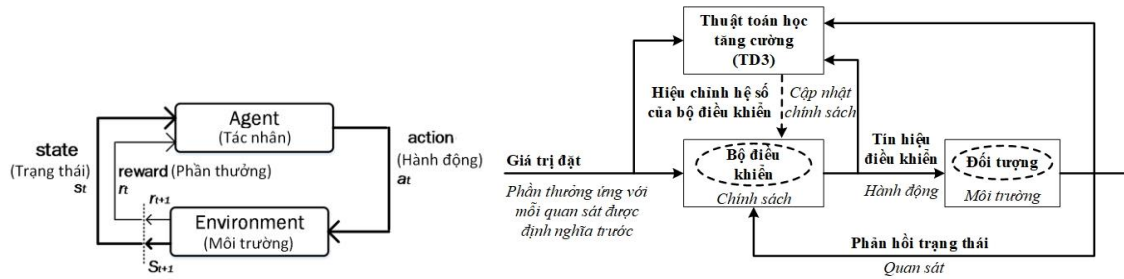 Agent
(Tác nhân)
state
(Trạng thái)
St
reward (Phần thưởng)
rt
action
(Hành động)
at
rt+1
Environment
(Môi trường)
St+1
Thuật toán học
tăng cường
(TD3)
Hiệu chỉnh hệ số
của bộ điều khiển
Cập nhật
chính sách
Giá trị đặt
Phần thưởng ứng với
mỗi quan sát được
định nghĩa trước
Bộ điều
khiển
Chính sách
Tín hiệu
điều khiển
Hành động
Đối tượng
Môi trường
Phản hồi trạng thái
Quan sát